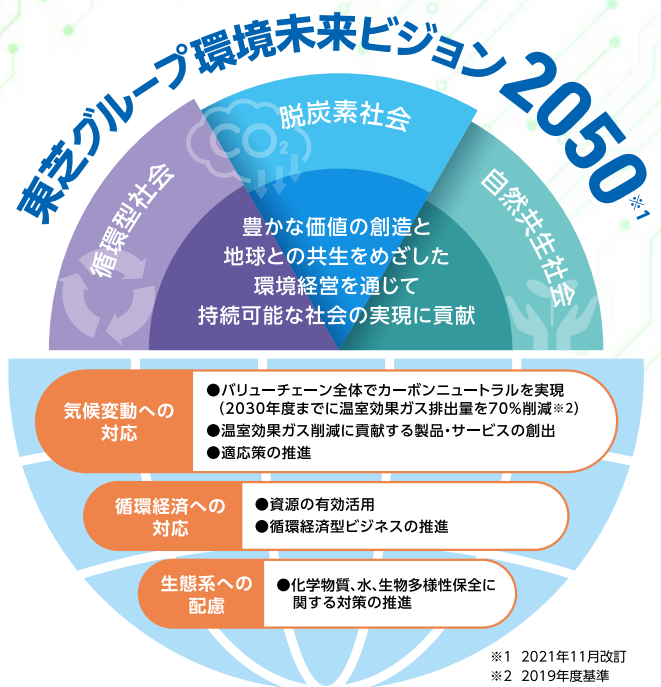 東芝グループ環境未来ビジョン2050※1
循環型社会
CO2
脱炭素社会
自然共生社会
豊かな価値の創造と
地球との共生をめざした
環境経営を通じて
持続可能な社会の実現に貢献
気候変動への
対応
●バリューチェーン全体でカーボンニュートラルを実現
（2030年度までに温室効果ガス排出量を70%削減※2）
●温室効果ガス削減に貢献する製品・サービスの創出
●適応策の推進
循環経済への
対応
●資源の有効活用
●循環経済型ビジネスの推進
生態系への
配慮
●化学物質、水、生物多様性保全に
関する対策の推進
※1 2021年11月改訂
※2 2019年度基準